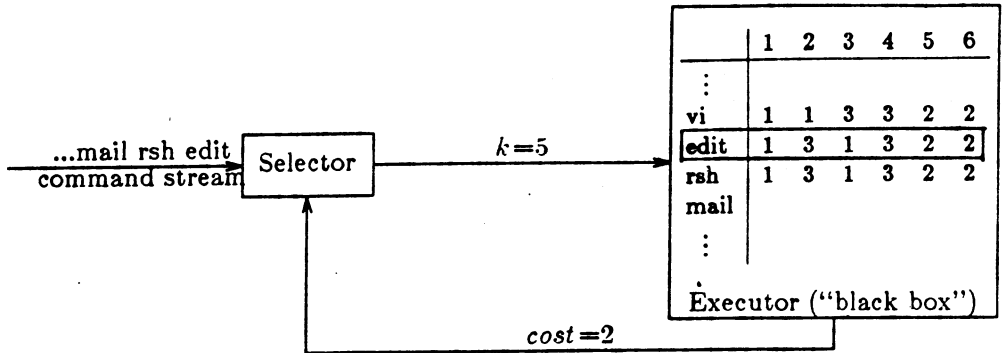 ...mail rsh edit
command stream
Selector
k=5
1 2 3 4 5 6
⋮
vi 1 1 3 3 2 2
edit 1 3 1 3 2 2
rsh 1 3 1 3 2 2
mail
⋮
Executor (“black box”)
cost=2